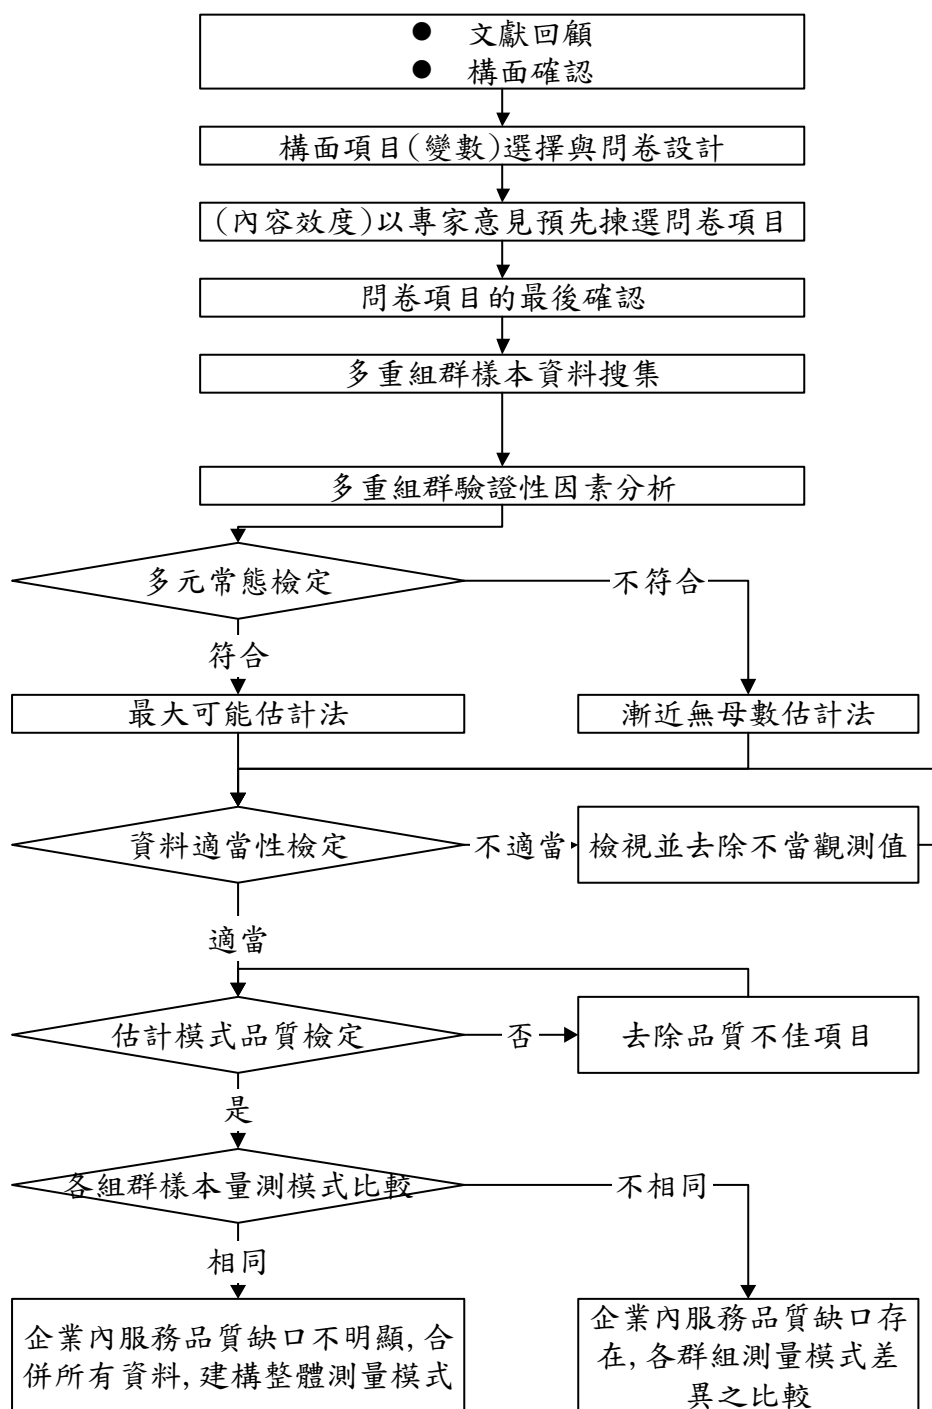 ● 文獻回顧
● 構面確認
構面項目(變數)選擇與問卷設計
(內容效度)以專家意見預先揀選問卷項目
問卷項目的最後確認
多重組群樣本資料搜集
多重組群驗證性因素分析
多元常態檢定
不符合
符合
最大可能估計法
漸近無母數估計法
資料適當性檢定
不適當
檢視並去除不當觀測值
適當
估計模式品質檢定
否
去除品質不佳項目
是
各組群樣本量測模式比較
不相同
相同
企業內服務品質缺口不明顯,合
併所有資料,建構整體測量模式
企業內服務品質缺口存
在,各群組測量模式差
異之比較